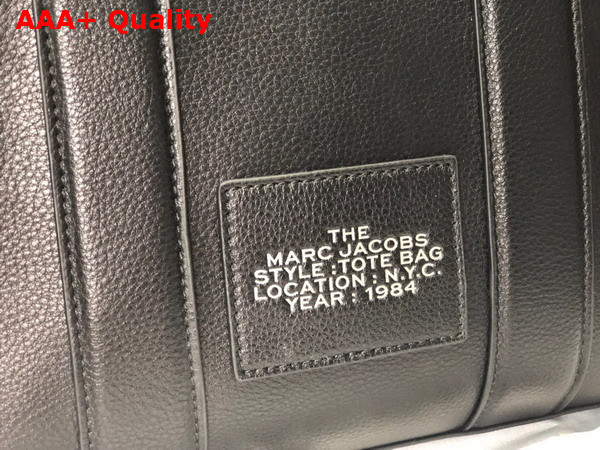 AAA+ Quality
THE
MARC JACOBS
STYLE : TOTE BAG
LOCATION : N.Y.C.
YEAR : 1984